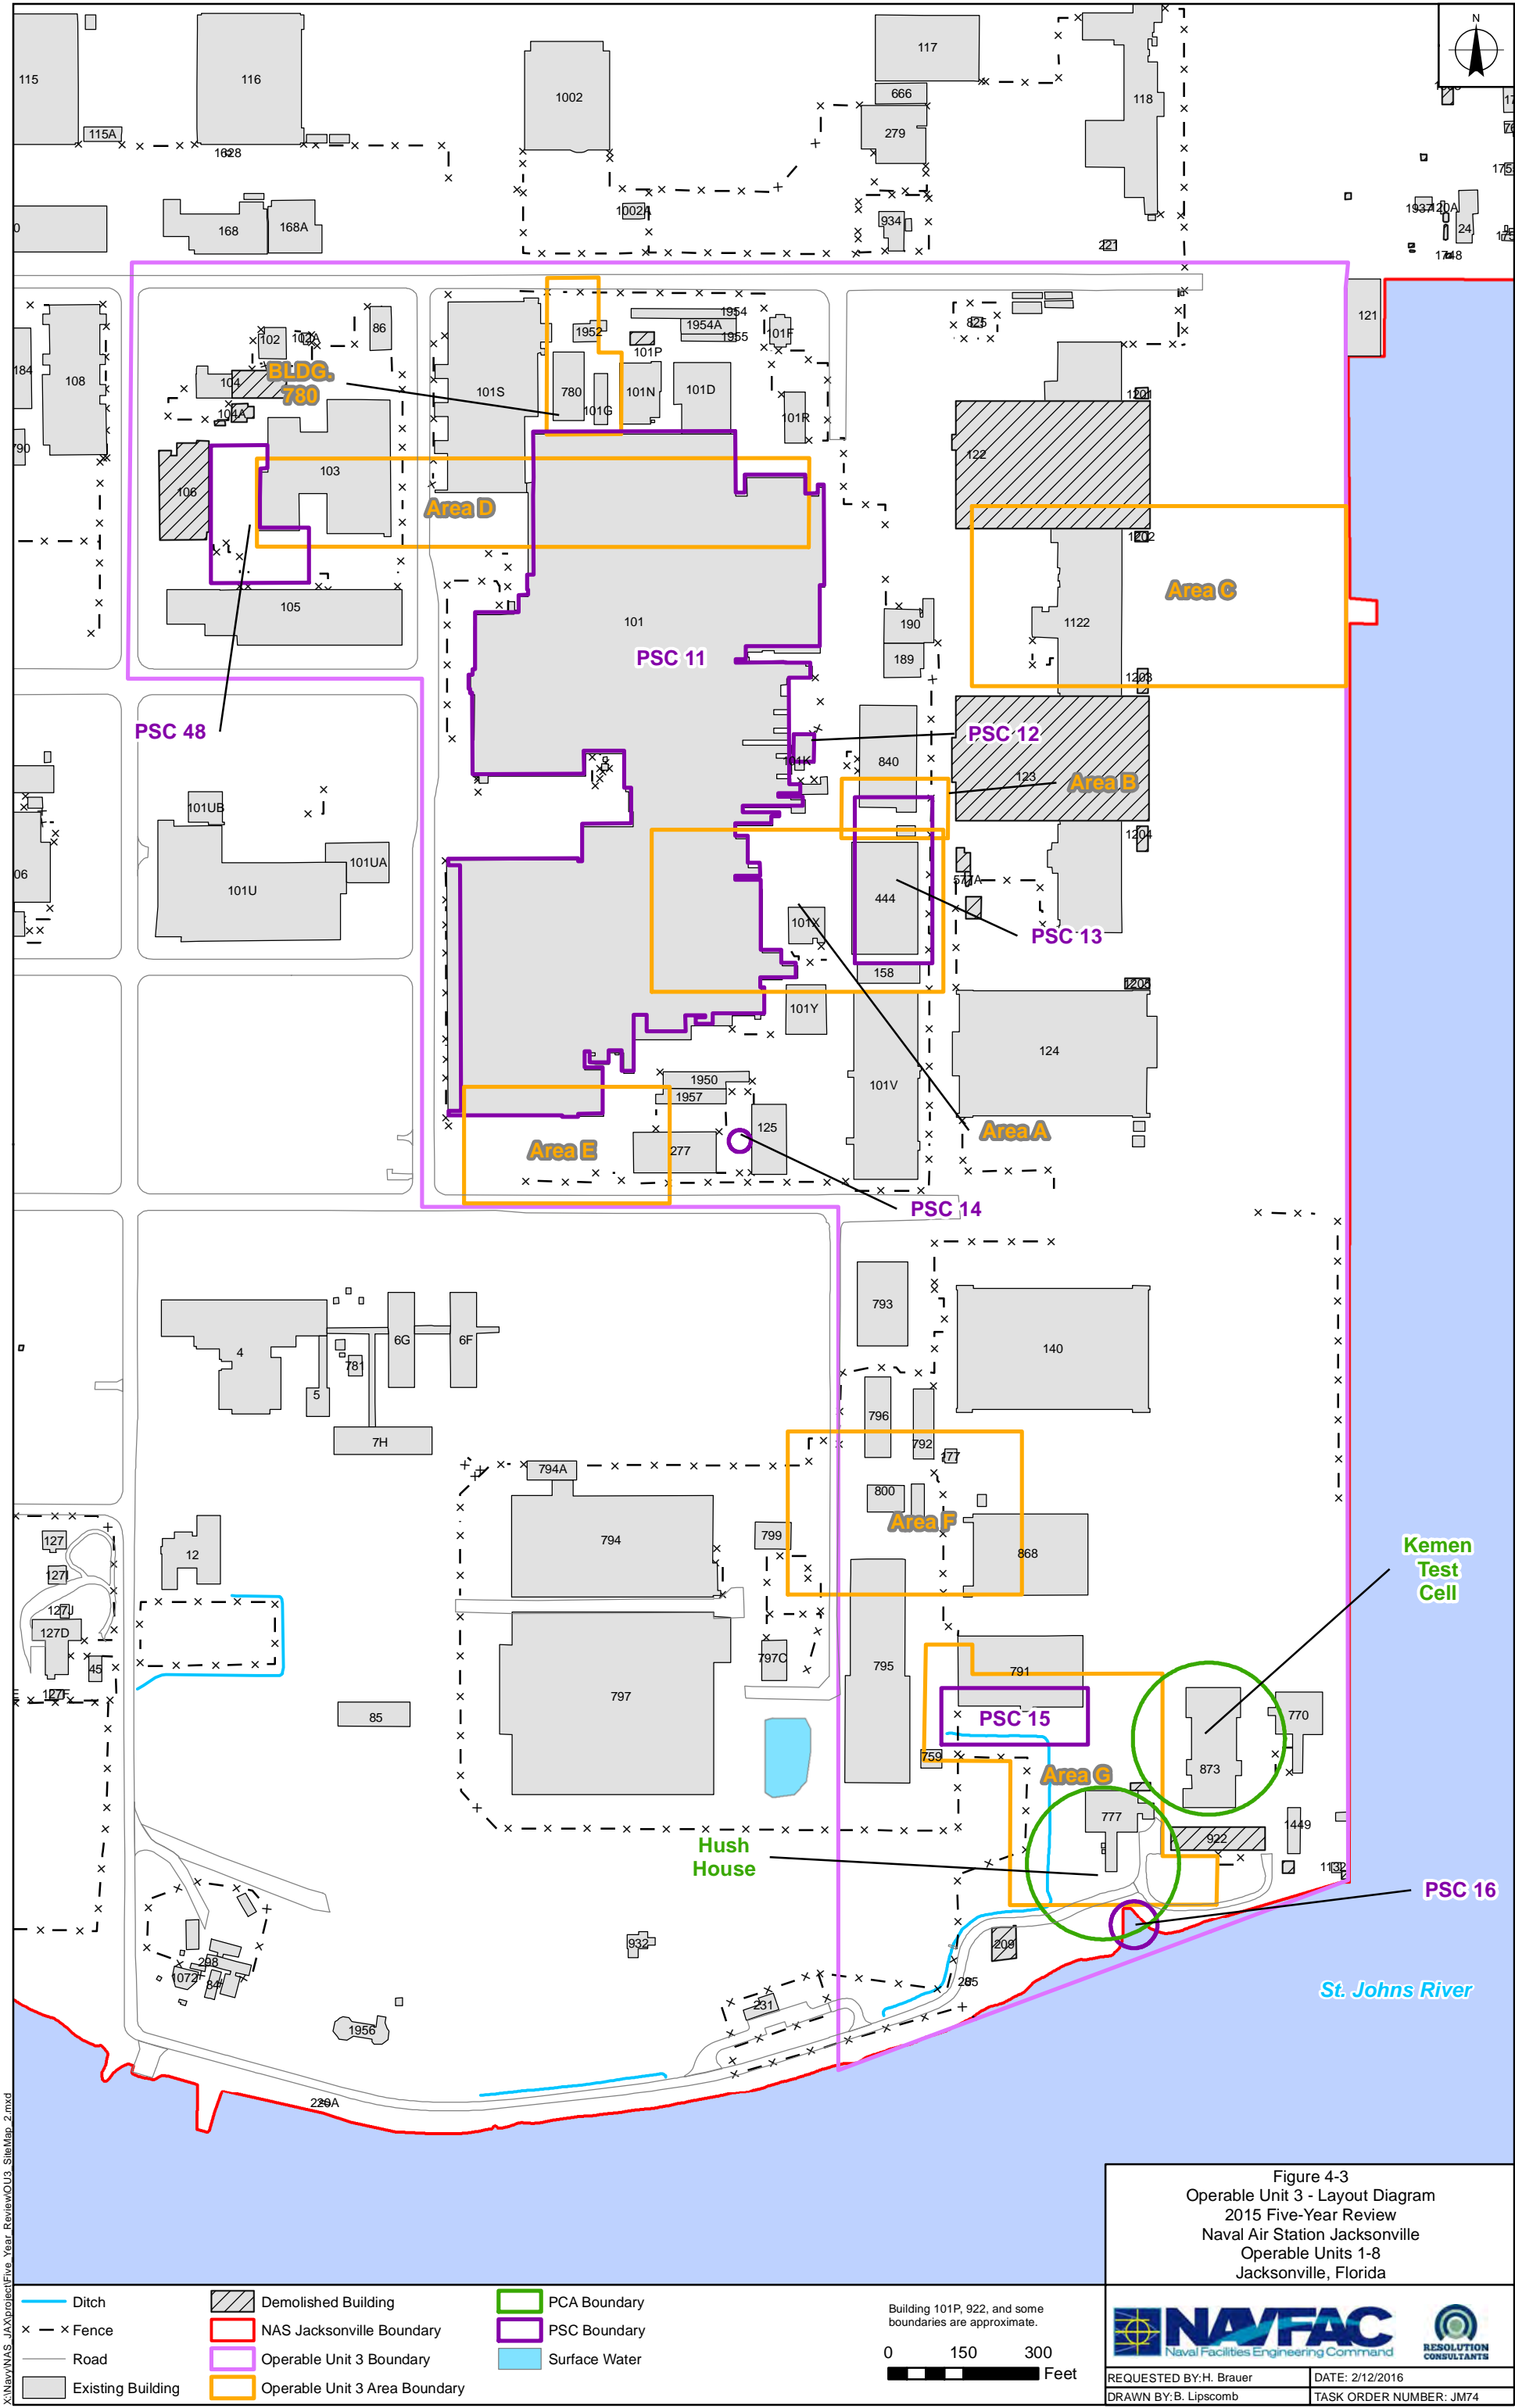 N
115
116
1002
117
666
279
118
115A
1628
168
168A
1002A
934
221
1937
120A
24
1748
121
184
108
102
102A
86
104
BLDG.
780
104A
106
103
101S
1952
780
101G
101P
101N
1954
1954A
1955
101D
101F
101R
825
1201
122
Area D
1202
Area C
105
101
PSC 11
190
189
1122
1203
PSC 48
PSC 12
101K
840
123
Area B
1204
101UB
101UA
101U
06
577A
444
101X
PSC 13
158
1205
101Y
124
101V
1950
1957
125
277
Area E
Area A
PSC 14
793
140
4
5
781
6G
6F
7H
796
792
177
794A
800
Area F
794
799
868
Kemen
Test
Cell
127
127I
127J
127D
45
127F
12
85
797
797C
795
791
PSC 15
759
Area G
873
770
777
Hush
House
922
1449
1132
PSC 16
209
285
932
298
1072
84
7
1956
231
220A
St. Johns River
X:\Navy\NAS_JAX\project\Five_Year_Review\OU3_SiteMap_2.mxd
Figure 4-3
Operable Unit 3 - Layout Diagram
2015 Five-Year Review
Naval Air Station Jacksonville
Operable Units 1-8
Jacksonville, Florida
Ditch
Fence
Road
Existing Building
Demolished Building
NAS Jacksonville Boundary
Operable Unit 3 Boundary
Operable Unit 3 Area Boundary
PCA Boundary
PSC Boundary
Surface Water
Building 101P, 922, and some
boundaries are approximate.
0 150 300
Feet
NAVFAC
Naval Facilities Engineering Command
RESOLUTION
CONSULTANTS
REQUESTED BY:H. Brauer
DATE: 2/12/2016
DRAWN BY:B. Lipscomb
TASK ORDER NUMBER: JM74